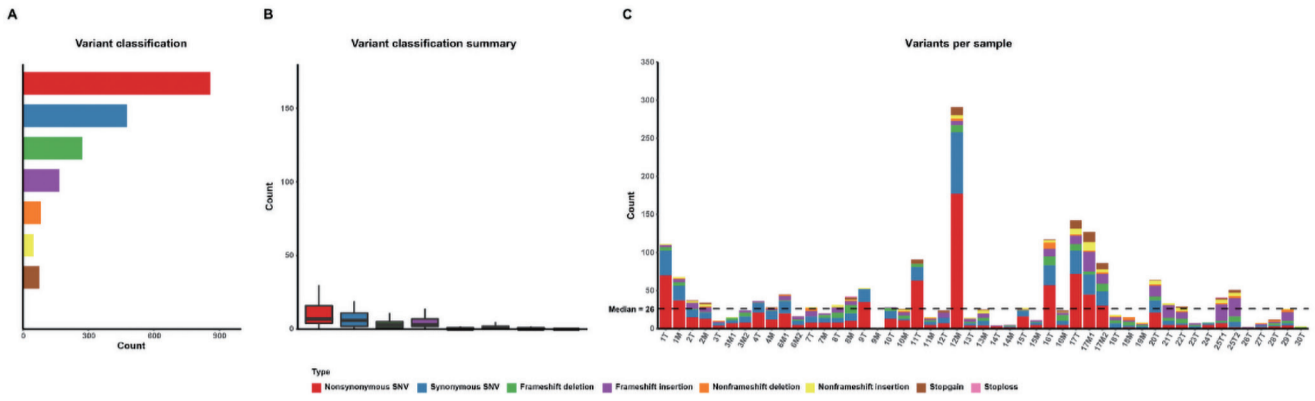 A
B
C
Variant classification
Variant classification summary
Variants per sample
0
300
600
900
Count
150
100
50
0
Count
350
300
250
200
150
100
50
0
Count
Median = 26
1T 1M 2T 2M 3T 3M1 3M2 4T 4M 6M1 6M2 7T 7M 8T 8M 9T 9M 10T 10M 11T 11M 12T 12M 13T 13M 14T 14M 15T 15M 16T 16M 17T 17M1 17M2 18T 18M 19M 20T 21T 22T 23T 24T 25T1 25T2 26T 27T 28T 29T 30T
Type
Nonsynonymous SNV Synonymous SNV Frameshift deletion Frameshift insertion Nonframeshift deletion Nonframeshift insertion Stopgain Stoploss